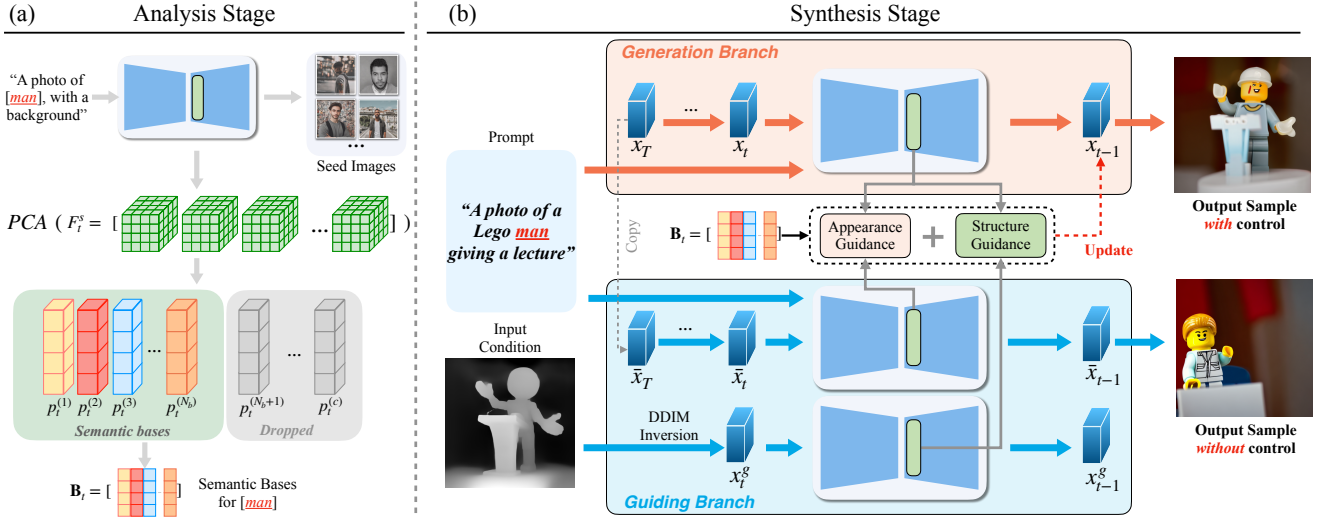 (a) Analysis Stage
“A photo of
[man], with a
background”
...
Seed Images
PCA ( F_t^s = [ ... ] )
...
...
p_t^{(1)} p_t^{(2)} p_t^{(3)} p_t^{(N_b)} p_t^{(N_b+1)} p_t^{(c)}
Semantic bases
Dropped
B_t = [ ]
Semantic Bases
for [man]
(b) Synthesis Stage
Generation Branch
...
x_T x_t x_{t-1}
Prompt
“A photo of a
Lego man
giving a lecture”
Copy
B_t = [ ]
Appearance
Guidance
+
Structure
Guidance
Update
Output Sample
with control
Input
Condition
...
x̄_T x̄_t x̄_{t-1}
DDIM
Inversion
x_t^g x_{t-1}^g
Guiding Branch
Output Sample
without control